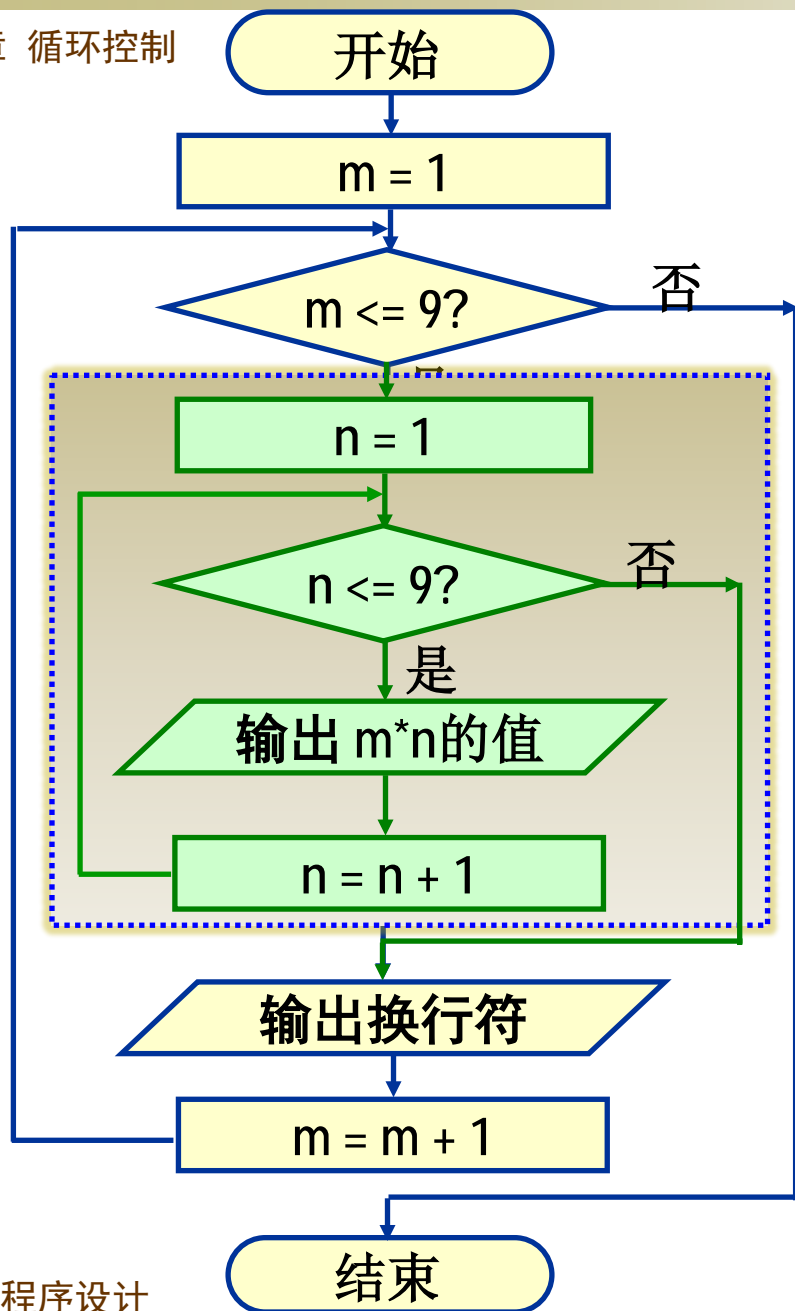 循环控制
开始
m = 1
m <= 9?
否
n = 1
n <= 9?
否
是
输出 m*n的值
n = n + 1
输出换行符
m = m + 1
结束
程序设计